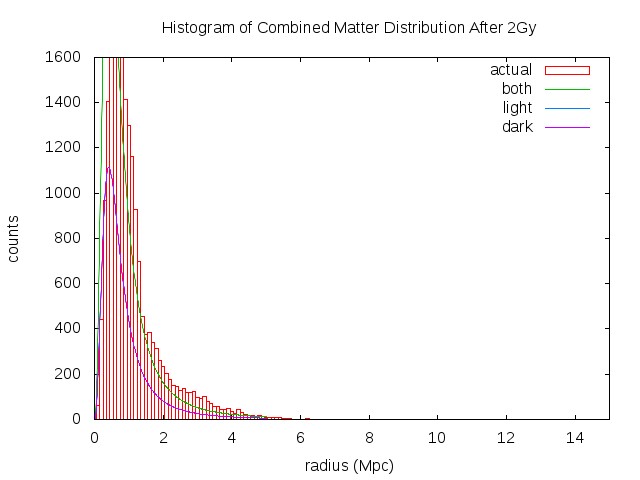 Histogram of Combined Matter Distribution After 2Gy
1600
1400
1200
1000
800
600
400
200
0
counts
actual
both
light
dark
0 2 4 6 8 10 12 14
radius (Mpc)